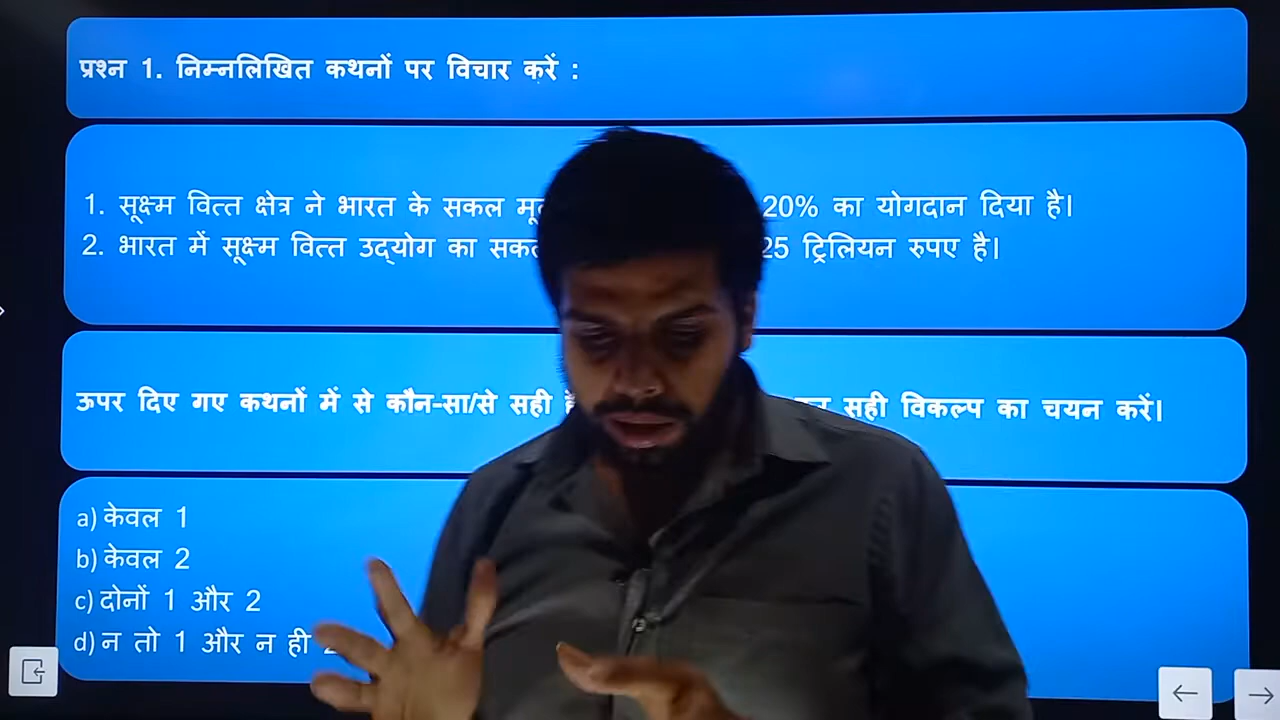 प्रश्न 1. निम्नलिखित कथनों पर विचार करें :
1. सूक्ष्म वित्त क्षेत्र ने भारत के सकल 20% का योगदान दिया है।
2. भारत में सूक्ष्म वित्त उद्योग का 25 ट्रिलियन रुपए है।
ऊपर दिए गए कथनों में से कौन-सा/से सही सही विकल्प का चयन करें।
a) केवल 1
b) केवल 2
c) दोनों 1 और 2
d) न तो 1 और न ही 2